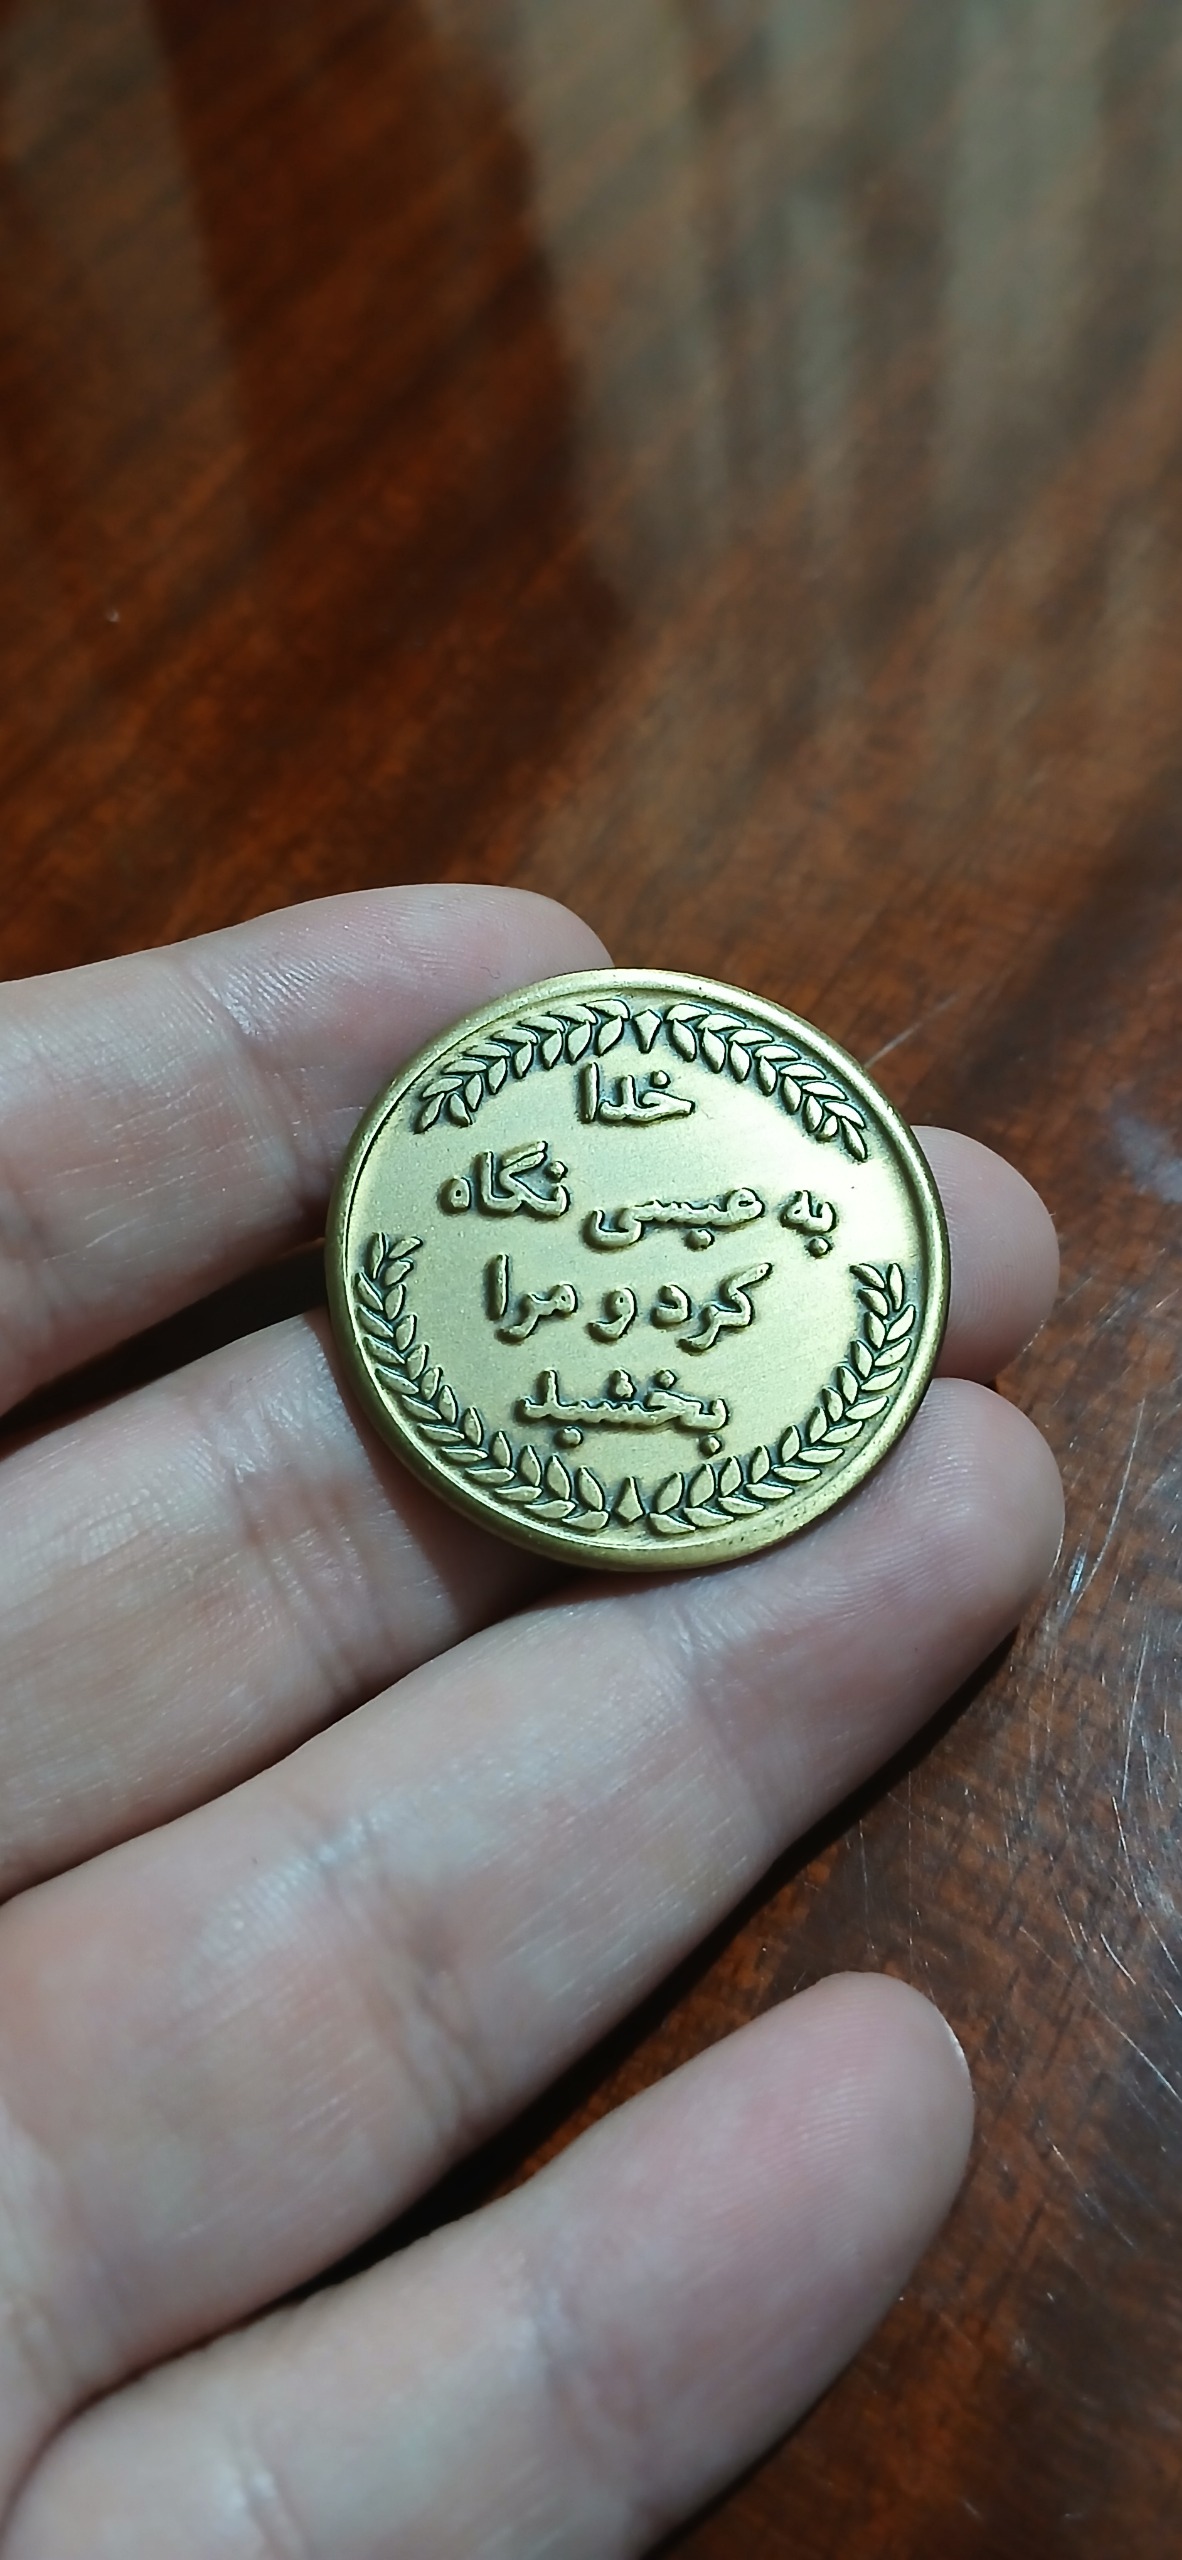 خدا
به عیسی نگاه
کرد و مرا
بخشید